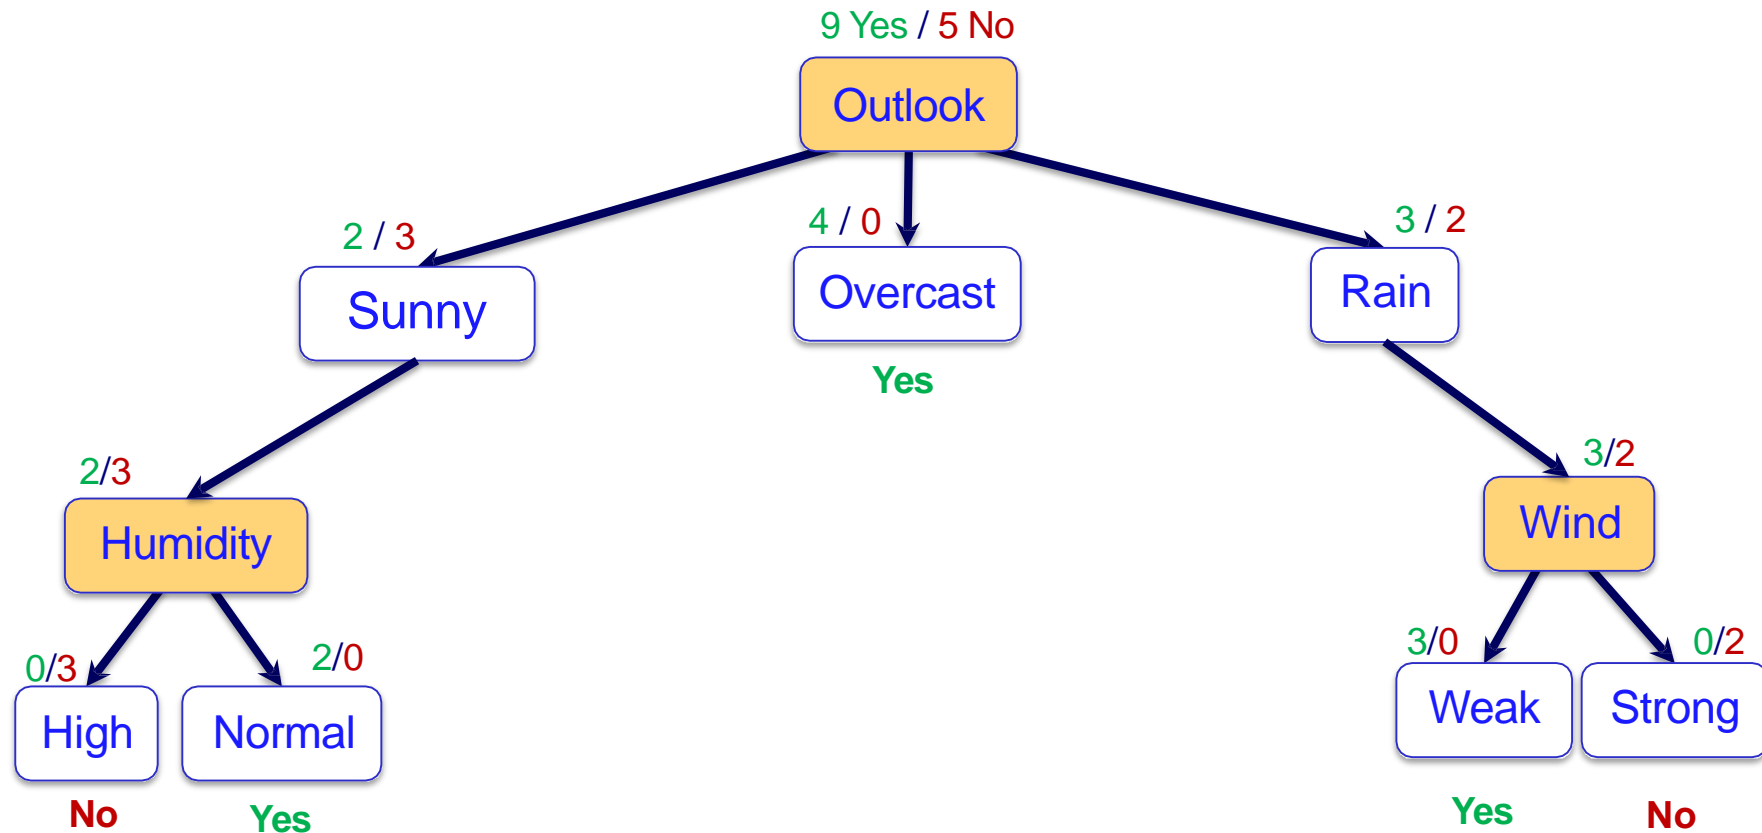 9 Yes / 5 No
Outlook
2 / 3
4 / 0
3 / 2
Sunny
Overcast
Rain
Yes
2/3
3/2
Humidity
Wind
0/3
2/0
3/0
0/2
High
Normal
Weak
Strong
No
Yes
Yes
No